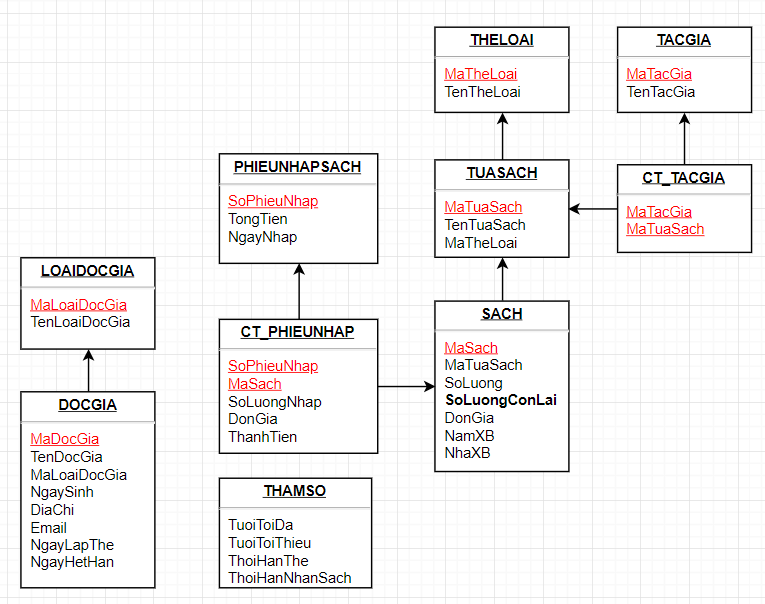 THELOAI
MaTheLoai
TenTheLoai
TACGIA
MaTacGia
TenTacGia
PHIEUNHAPSACH
SoPhieuNhap
TongTien
NgayNhap
TUASACH
MaTuaSach
TenTuaSach
MaTheLoai
CT_TACGIA
MaTacGia
MaTuaSach
LOAIDOCGIA
MaLoaiDocGia
TenLoaiDocGia
CT_PHIEUNHAP
SoPhieuNhap
MaSach
SoLuongNhap
DonGia
ThanhTien
SACH
MaSach
MaTuaSach
SoLuong
SoLuongConLai
DonGia
NamXB
NhaXB
DOCGIA
MaDocGia
TenDocGia
MaLoaiDocGia
NgaySinh
DiaChi
Email
NgayLapThe
NgayHetHan
THAMSO
TuoiToiDa
TuoiToiThieu
ThoiHanThe
ThoiHanNhanSach